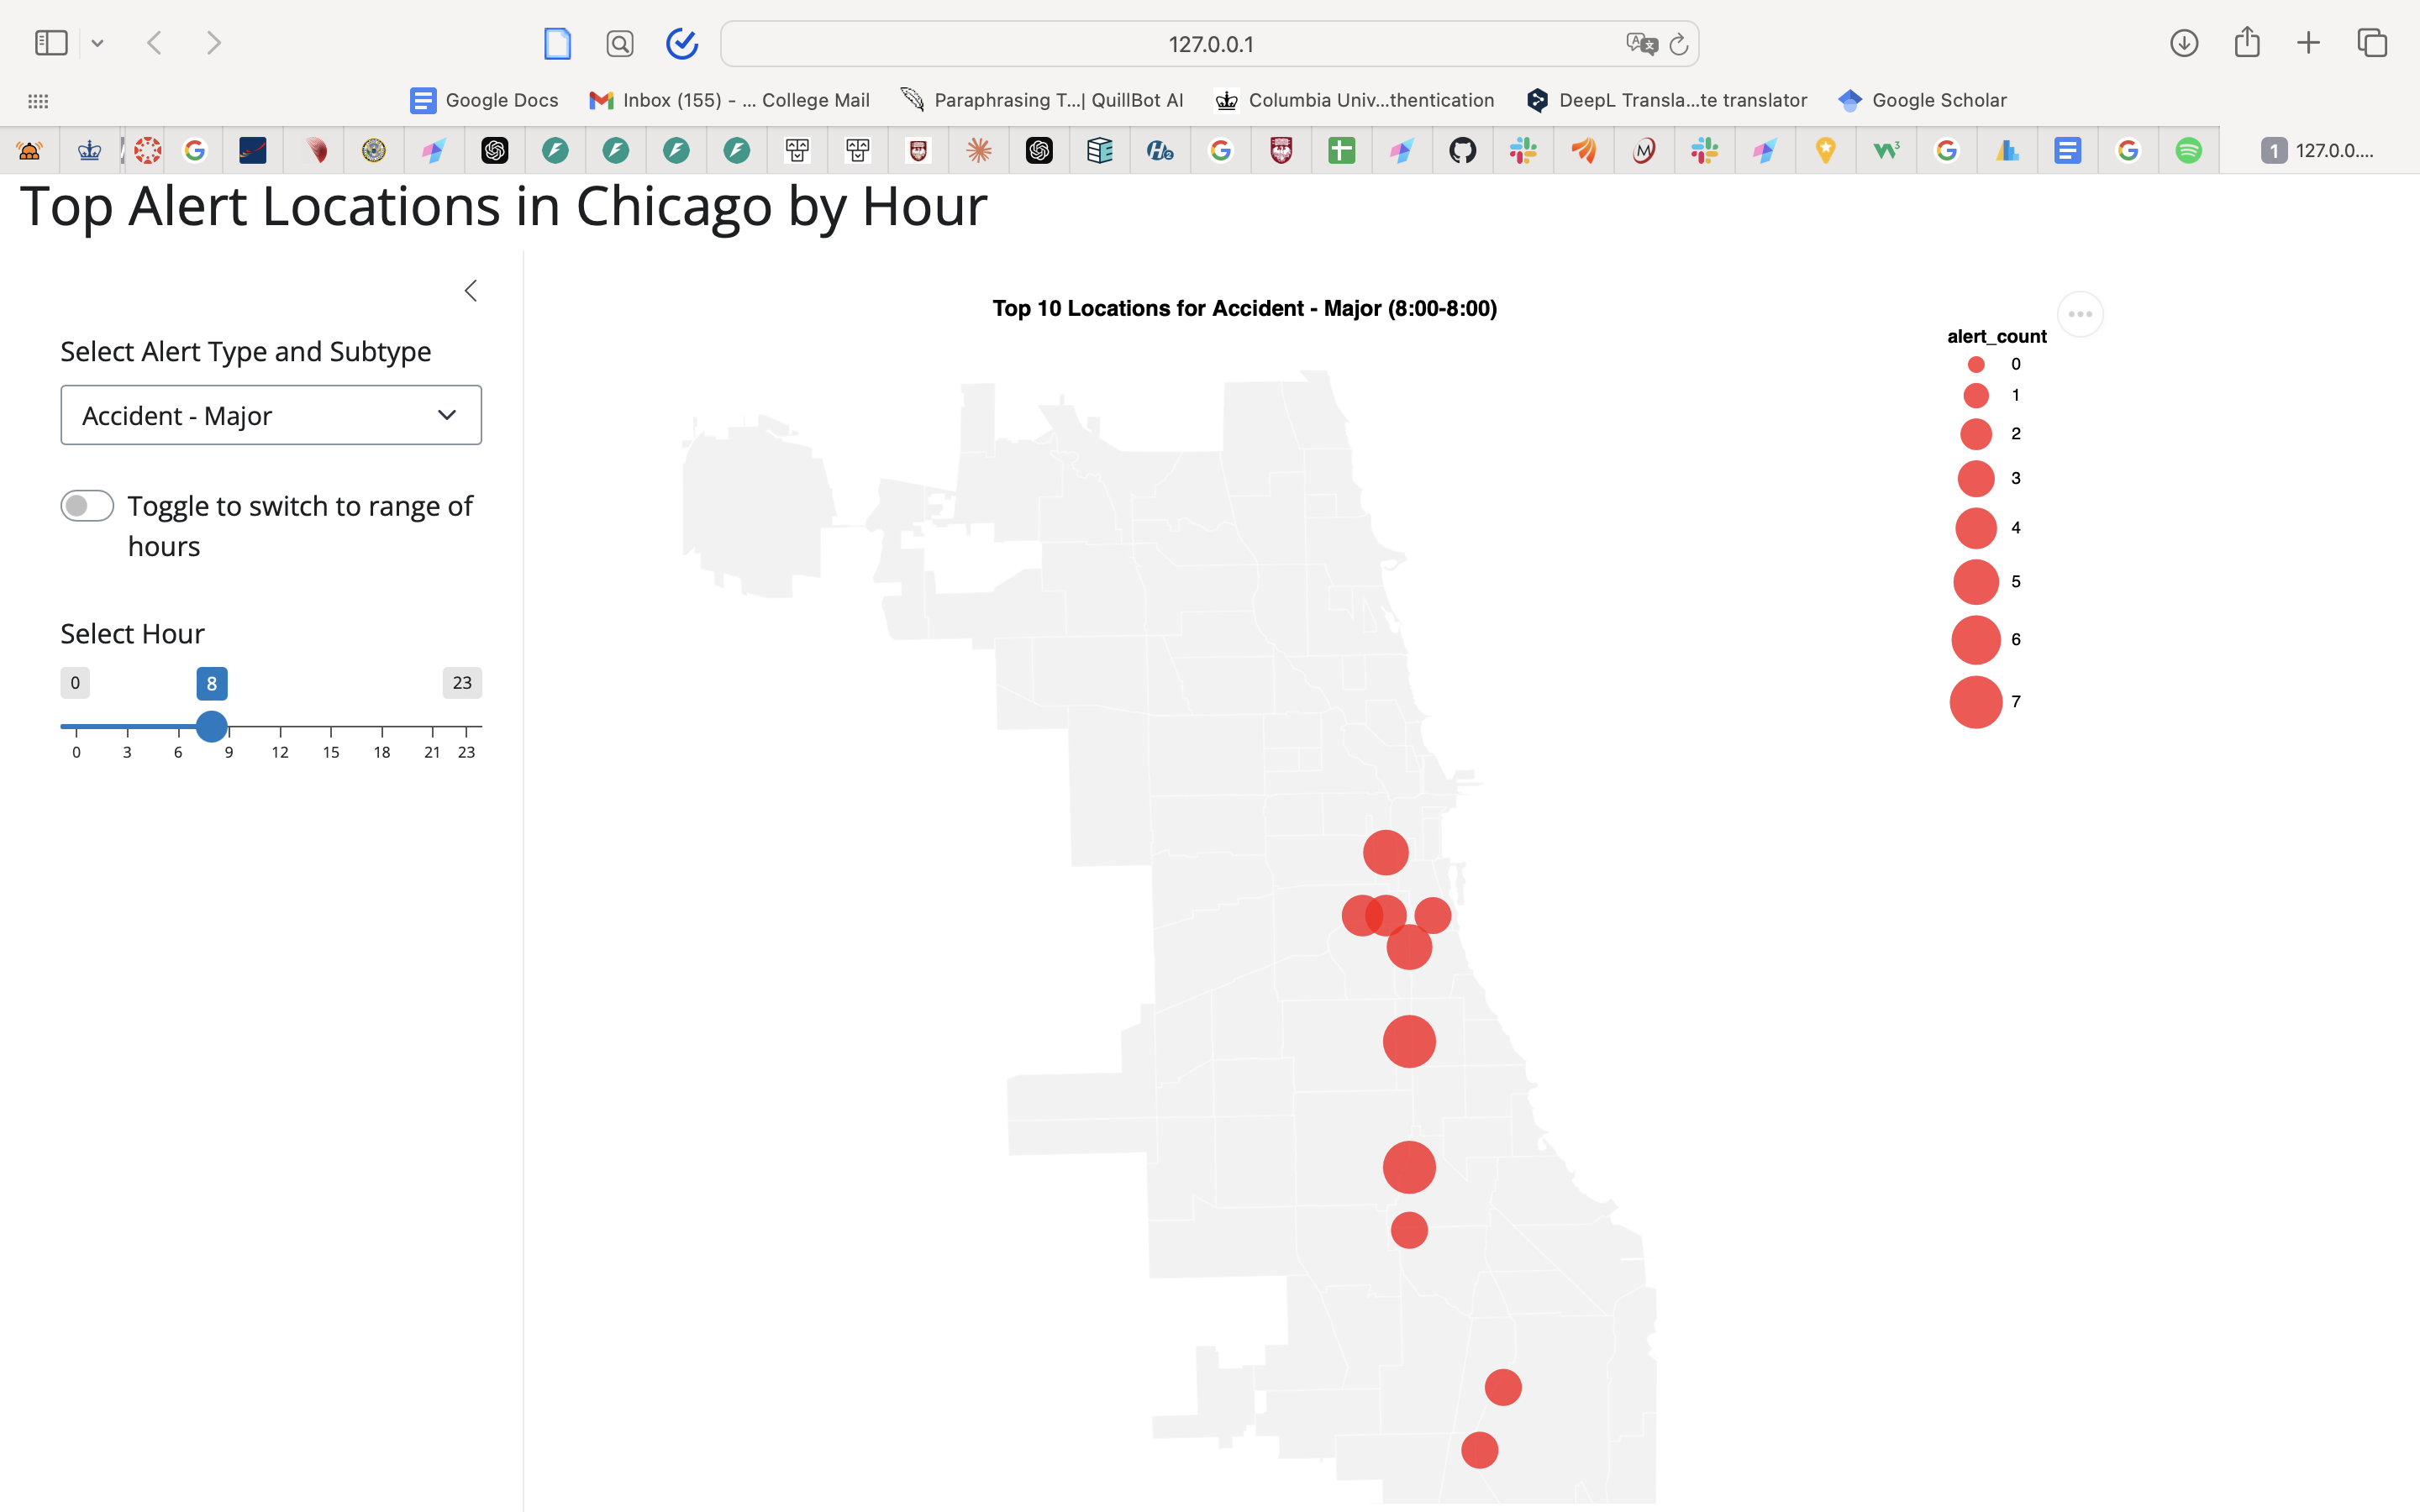 127.0.0.1
Google Docs
Inbox (155) - ... College Mail
Paraphrasing T...| QuillBot AI
Columbia Univ...thentication
DeepL Transla...te translator
Google Scholar
1 127.0.0....
Top Alert Locations in Chicago by Hour
Select Alert Type and Subtype
Accident - Major
Toggle to switch to range of
hours
Select Hour
0 8 23
0 3 6 9 12 15 18 21 23
Top 10 Locations for Accident - Major (8:00-8:00)
alert_count
0
1
2
3
4
5
6
7